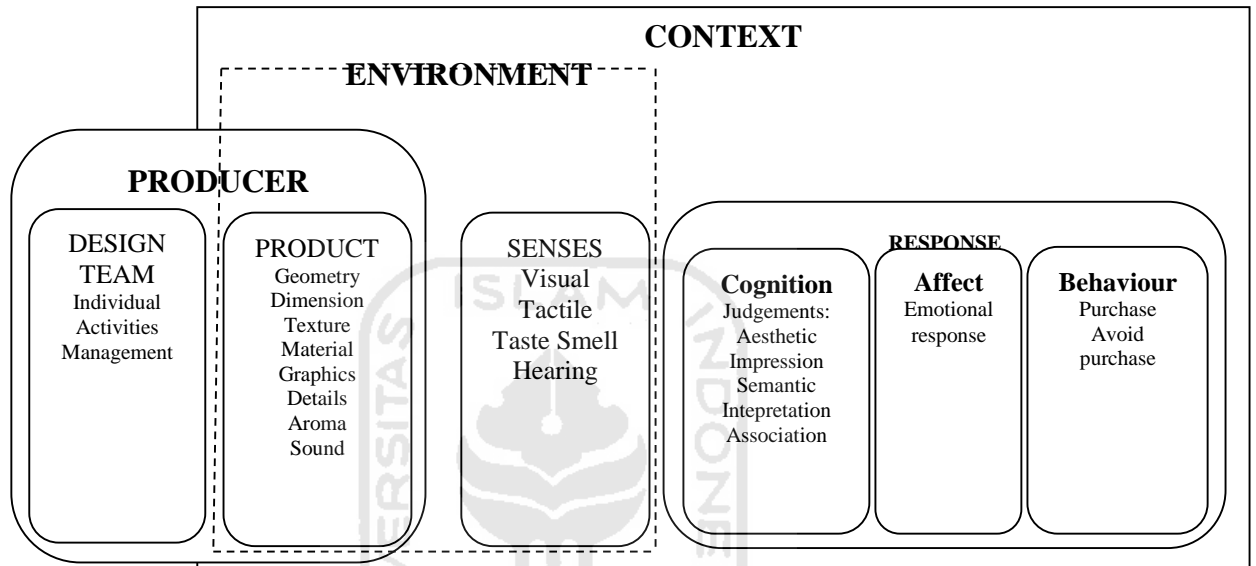 CONTEXT
ENVIRONMENT
PRODUCER
DESIGN
TEAM
Individual
Activities
Management
PRODUCT
Geometry
Dimension
Texture
Material
Graphics
Details
Aroma
Sound
SENSES
Visual
Tactile
Taste Smell
Hearing
RESPONSE
Cognition
Judgements:
Aesthetic
Impression
Semantic
Intepretation
Association
Affect
Emotional
response
Behaviour
Purchase
Avoid
purchase
ISLAM